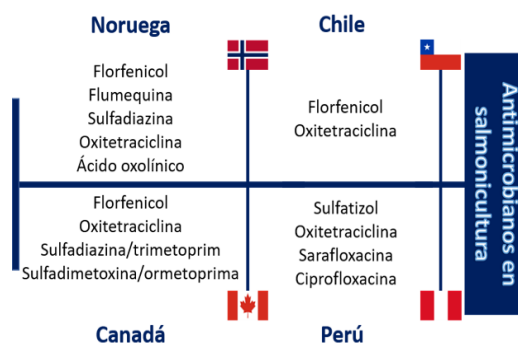 Noruega
Florfenicol
Flumequina
Sulfadiazina
Oxitetraciclina
Ácido oxolínico
Chile
Florfenicol
Oxitetraciclina
Florfenicol
Oxitetraciclina
Sulfadiazina/trimetoprim
Sulfadimetoxina/ormetoprima
Canadá
Sulfatizol
Oxitetraciclina
Sarafloxacina
Ciprofloxacina
Perú
Antimicrobianos en
salmonicultura